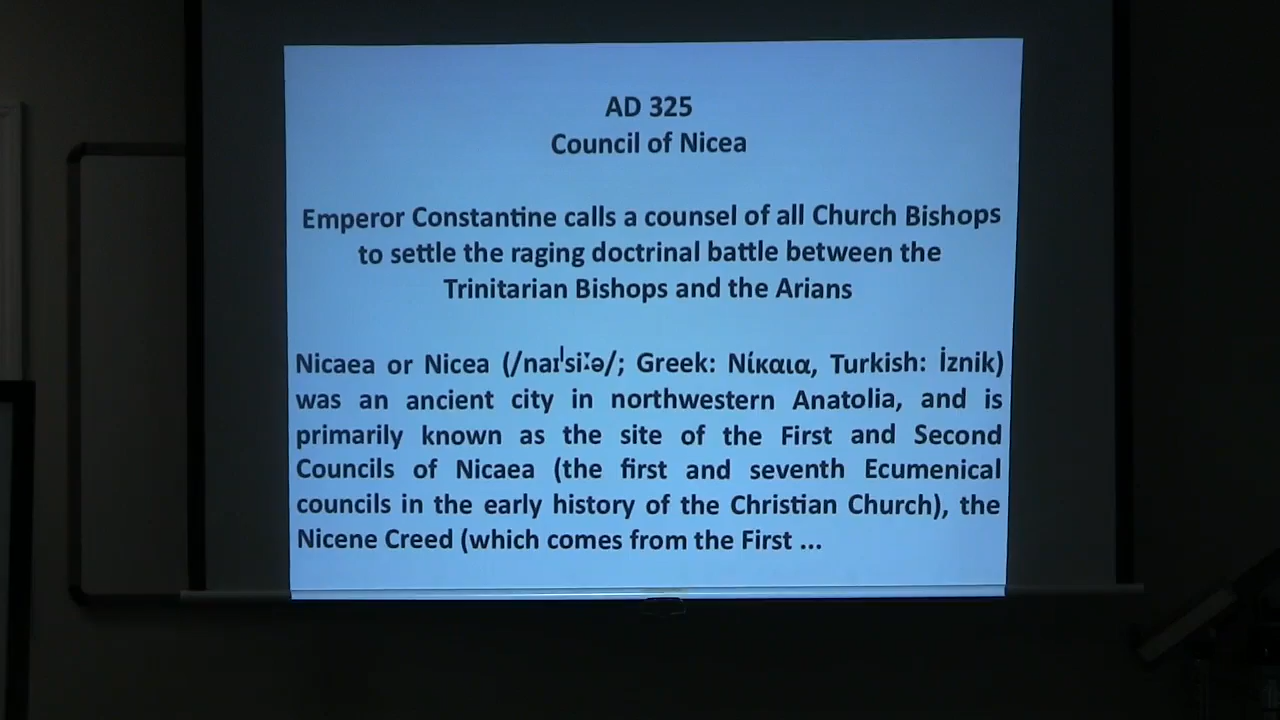 AD 325
Council of Nicea
Emperor Constantine calls a counsel of all Church Bishops
to settle the raging doctrinal battle between the
Trinitarian Bishops and the Arians
Nicaea or Nicea (/naɪˈsiːə/; Greek: Νίκαια, Turkish: İznik)
was an ancient city in northwestern Anatolia, and is
primarily known as the site of the First and Second
Councils of Nicaea (the first and seventh Ecumenical
councils in the early history of the Christian Church), the
Nicene Creed (which comes from the First ...